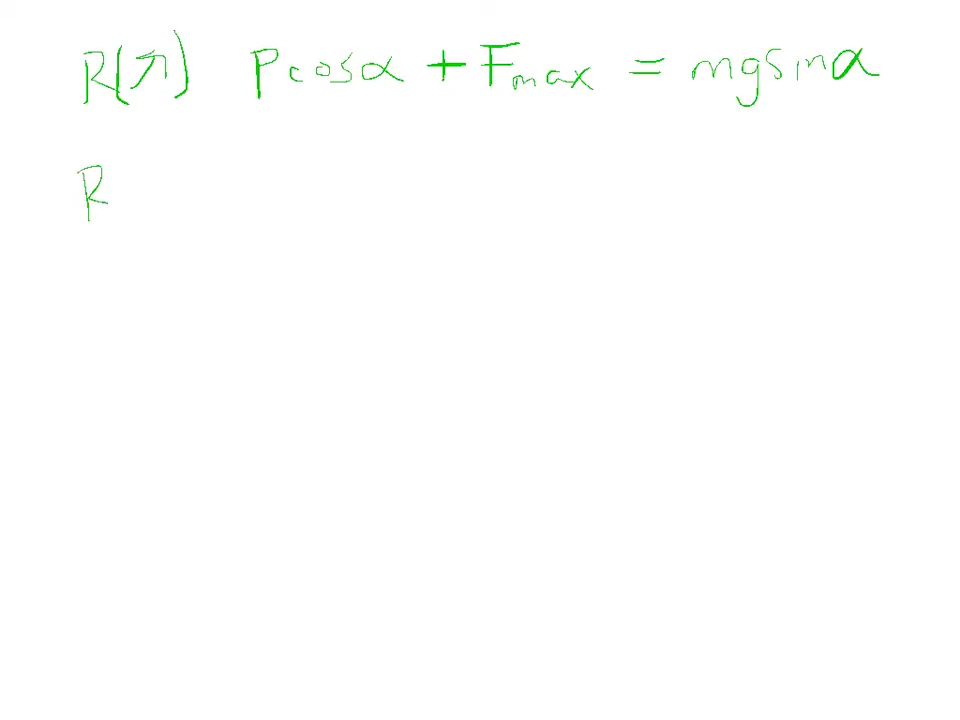 R(↗) Pcosα + Fmax = mgsinα
R